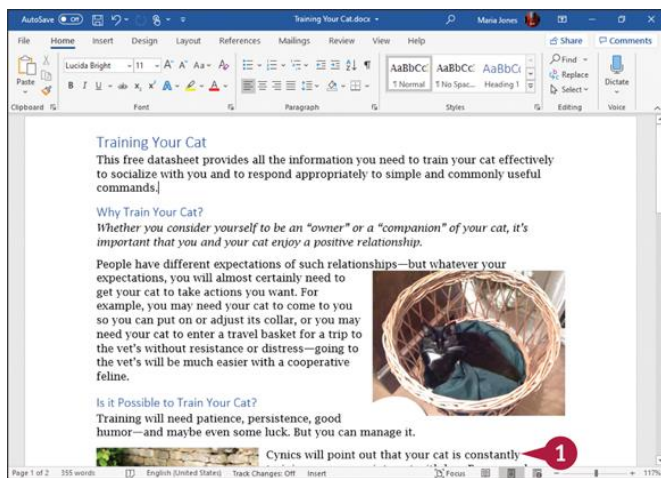 AutoSave Off Training Your Cat.docx Maria Jones
File Home Insert Design Layout References Mailings Review View Help Share Comments
Lucida Bright 11 A A Aa A AaBbCc AaBbCc AaBbCc Find
Paste B I U ab x₂ x² A A 1 Normal 1 No Spac... Heading 1 Replace Dictate
Select
Clipboard Font Paragraph Styles Editing Voice
Training Your Cat
This free datasheet provides all the information you need to train your cat effectively
to socialize with you and to respond appropriately to simple and commonly useful
commands.
Why Train Your Cat?
Whether you consider yourself to be an “owner” or a “companion” of your cat, it’s
important that you and your cat enjoy a positive relationship.
People have different expectations of such relationships—but whatever your
expectations, you will almost certainly need to
get your cat to take actions you want. For
example, you may need your cat to come to you
so you can put on or adjust its collar, or you may
need your cat to enter a travel basket for a trip to
the vet’s without resistance or distress—going to
the vet’s will be much easier with a cooperative
feline.
Is it Possible to Train Your Cat?
Training will need patience, persistence, good
humor—and maybe even some luck. But you can manage it.
Cynics will point out that your cat is constantly 1
Page 1 of 2 355 words English (United States) Track Changes: Off Insert Focus 117%